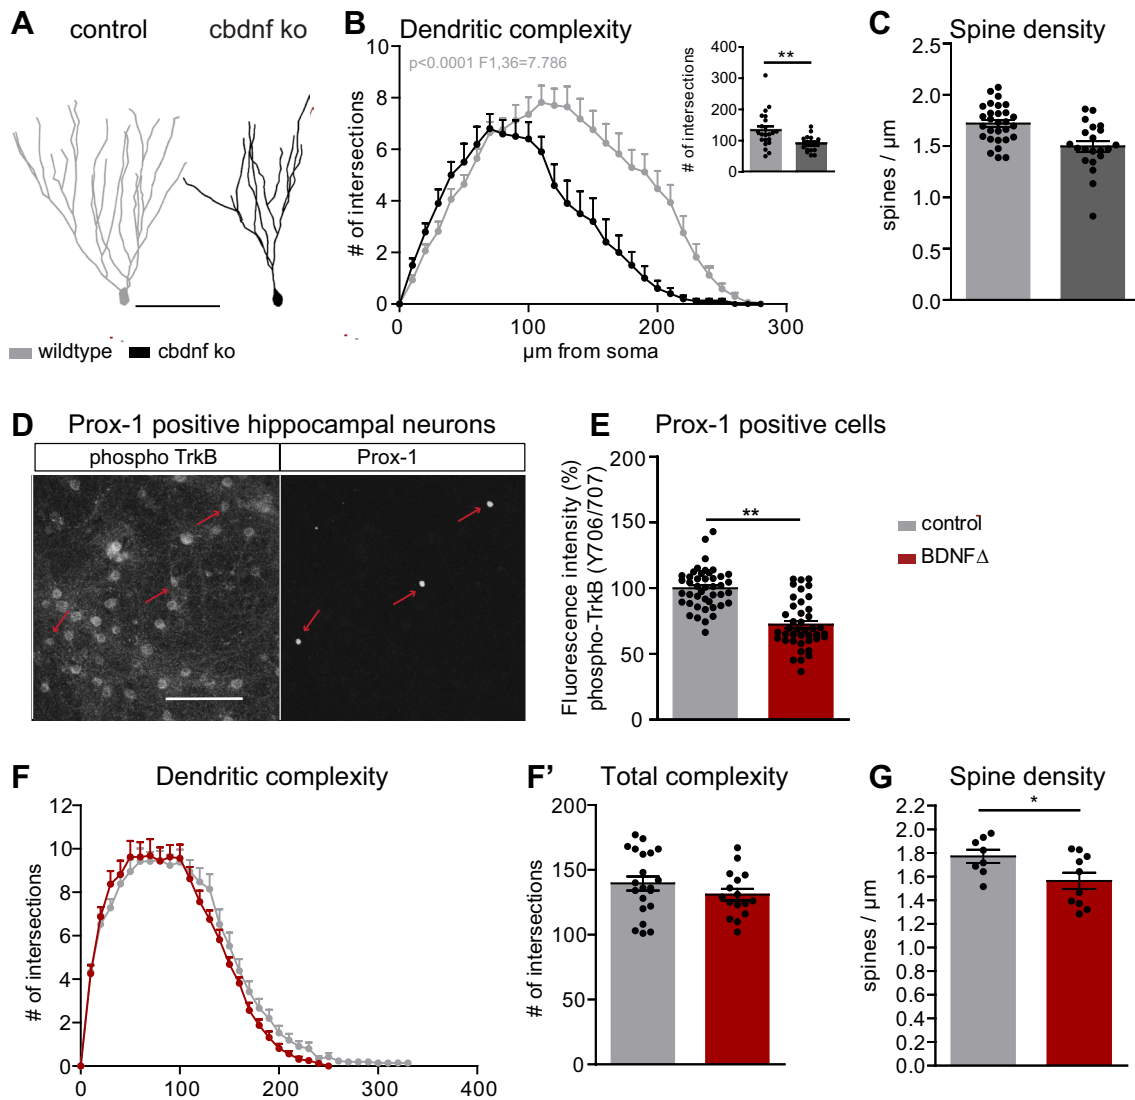 A control cbdnf ko
wildtype cbdnf ko
B Dendritic complexity
p<0.0001 F1,36=7.786
# of intersections
10
8
6
4
2
0
0 100 200 300
µm from soma
# of intersections
400
300
200
100
0
**
C Spine density
spines / µm
2.5
2.0
1.5
1.0
0.5
0.0
D Prox-1 positive hippocampal neurons
phospho TrkB Prox-1
E Prox-1 positive cells
Fluorescence intensity (%)
phospho-TrkB (Y706/707)
200
150
100
50
0
**
control
BDNF∆
F Dendritic complexity
# of intersections
12
10
8
6
4
2
0
0 100 200 300 400
F’ Total complexity
# of intersections
200
150
100
50
0
G Spine density
spines / µm
2.2
2.0
1.8
1.6
1.4
1.2
1.0
0.8
0.6
0.4
0.2
0.0
*